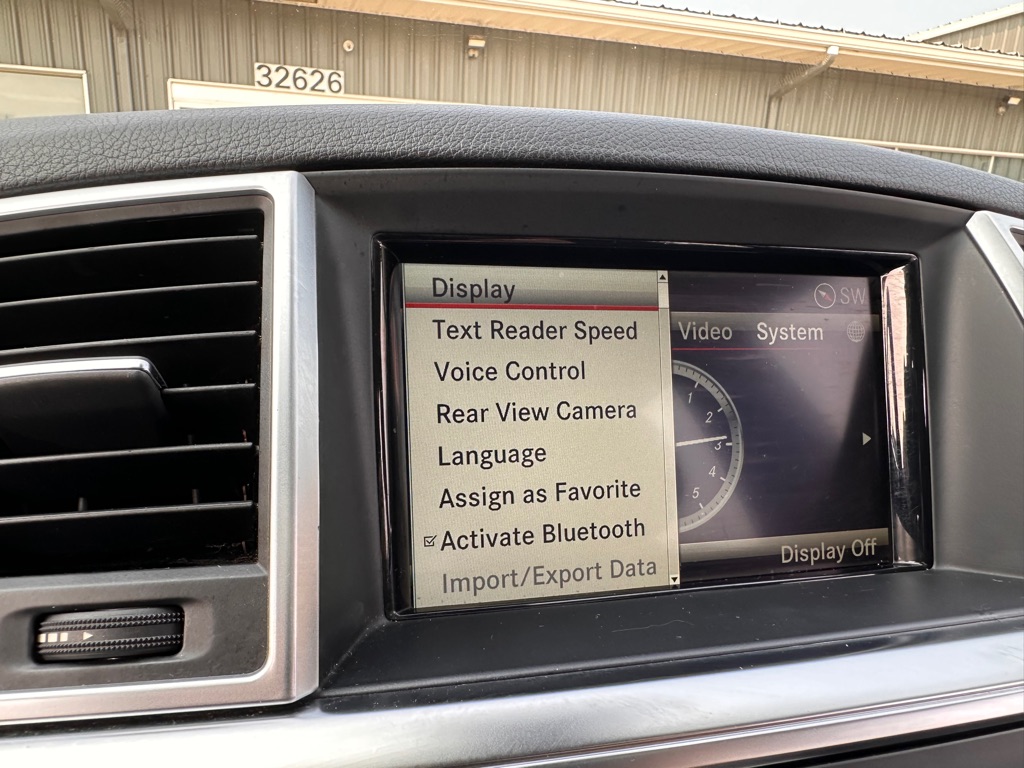 32626
SW
Video System
Display
Text Reader Speed
Voice Control
Rear View Camera
Language
Assign as Favorite
Activate Bluetooth
Import/Export Data
1
2
3
4
5
Display Off